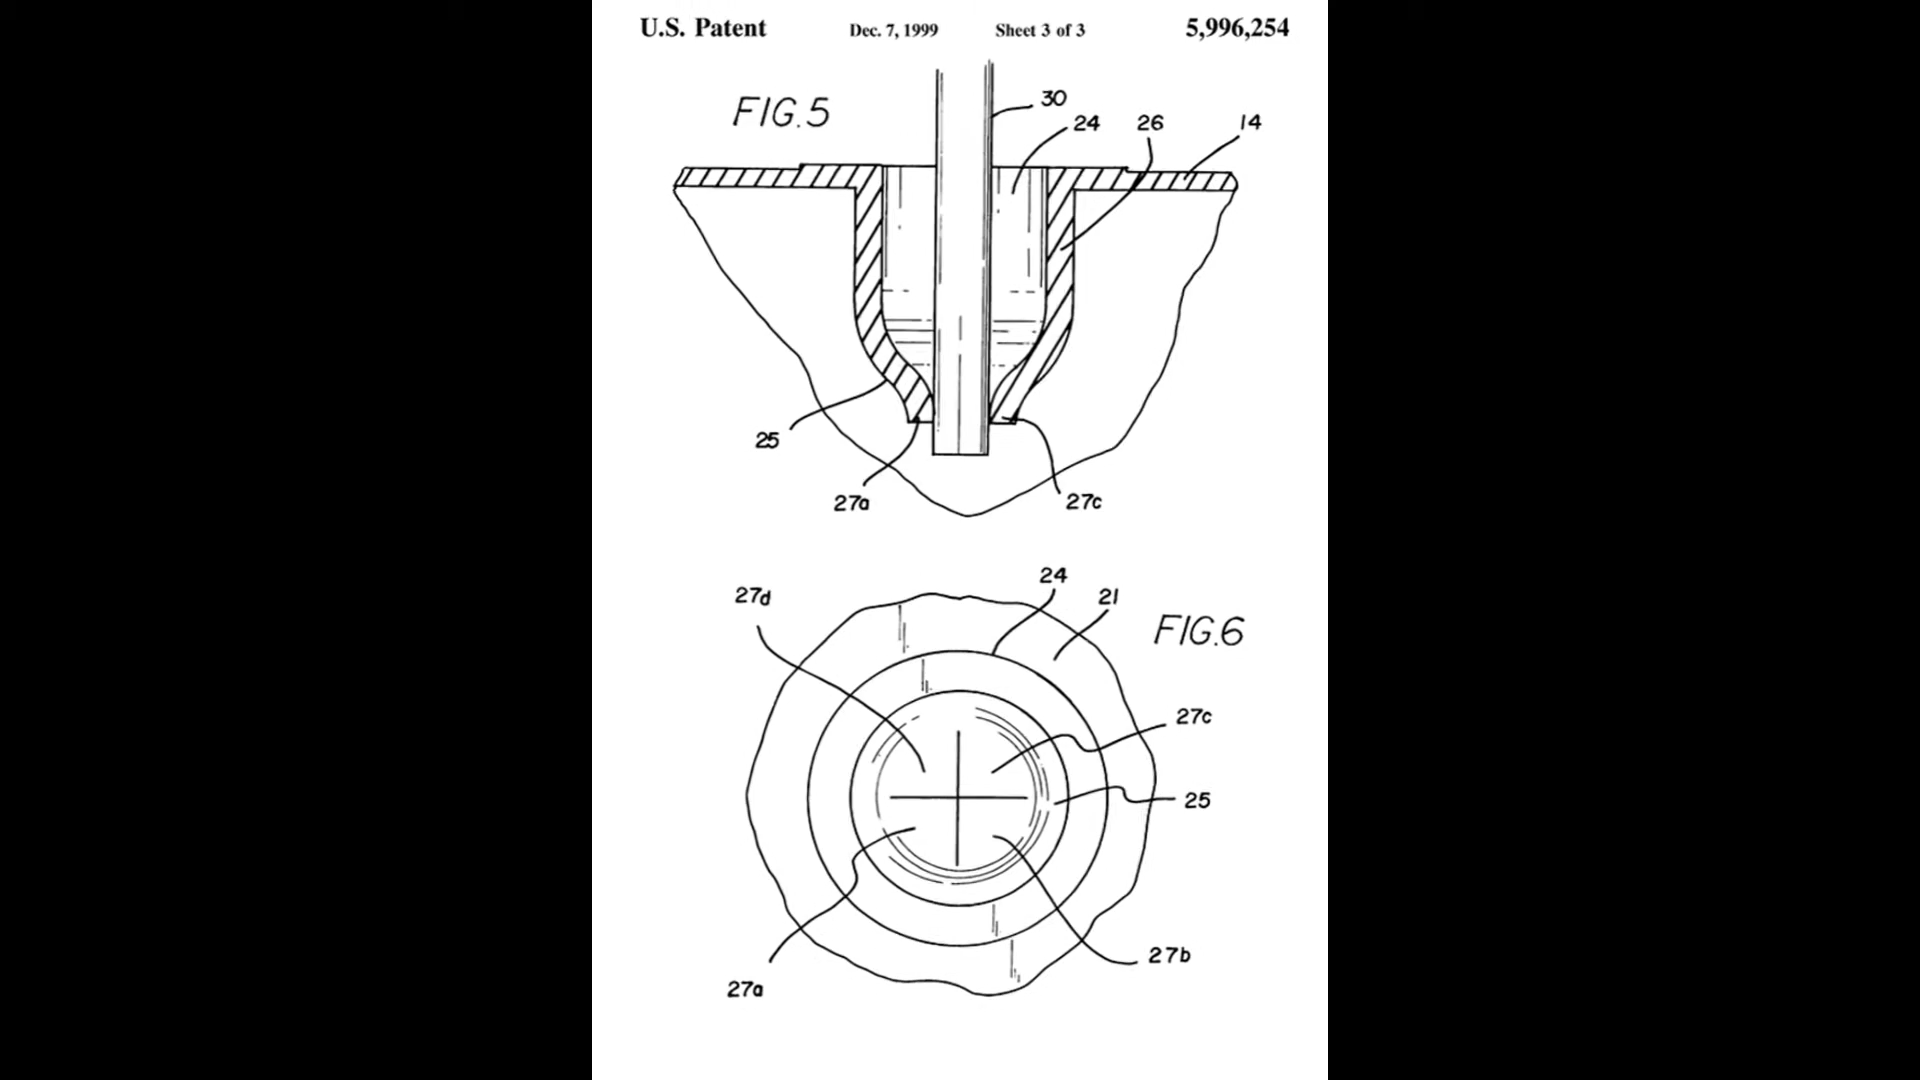 U.S. Patent Dec. 7, 1999 Sheet 3 of 3 5,996,254
FIG.5
30
24
26
14
25
27a
27c
24
27d
21
FIG.6
27c
25
27b
27a